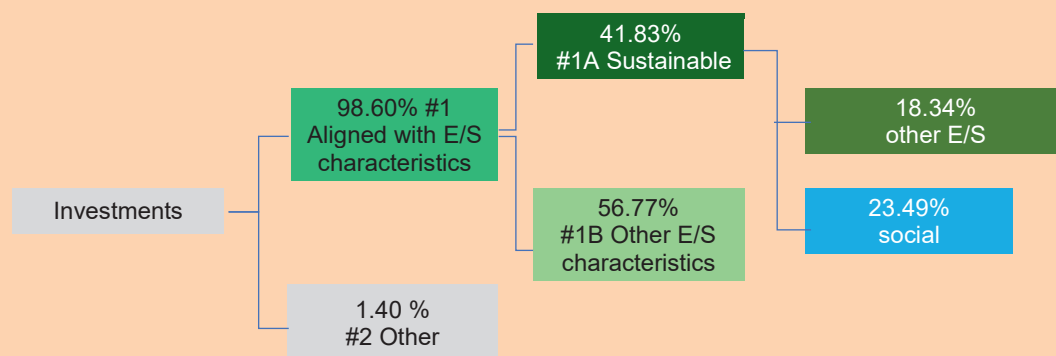 Investments
98.60% #1
Aligned with E/S
characteristics
1.40 %
#2 Other
41.83%
#1A Sustainable
56.77%
#1B Other E/S
characteristics
18.34%
other E/S
23.49%
social